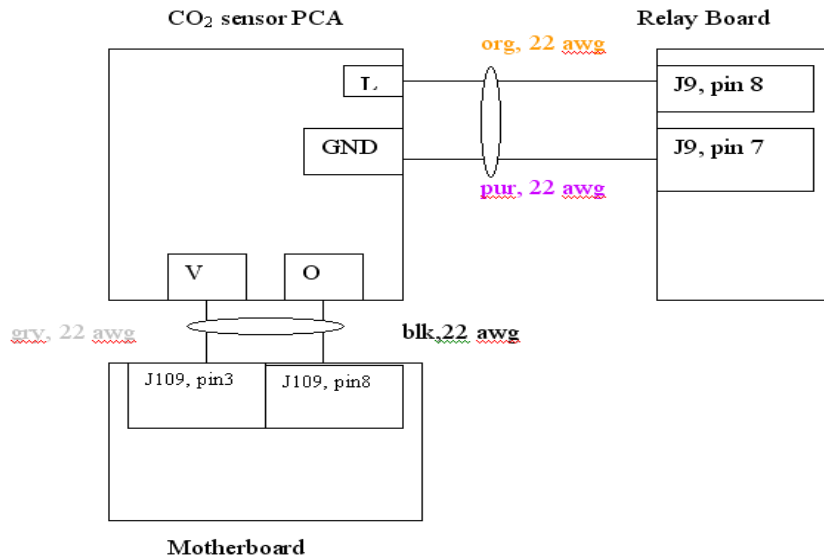 CO₂ sensor PCA
Relay Board
org, 22 awg
L
J9, pin 8
GND
J9, pin 7
pur, 22 awg
V
O
gry, 22 awg
blk,22 awg
J109, pin3
J109, pin8
Motherboard